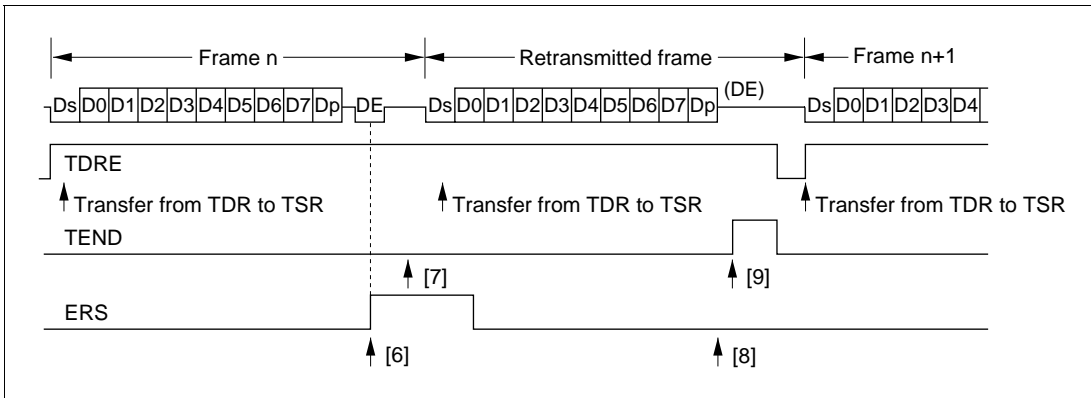 Frame n Retransmitted frame Frame n+1
Ds D0 D1 D2 D3 D4 D5 D6 D7 Dp DE Ds D0 D1 D2 D3 D4 D5 D6 D7 Dp (DE) Ds D0 D1 D2 D3 D4
TDRE
Transfer from TDR to TSR Transfer from TDR to TSR Transfer from TDR to TSR
TEND
[7] [9]
ERS
[6] [8]